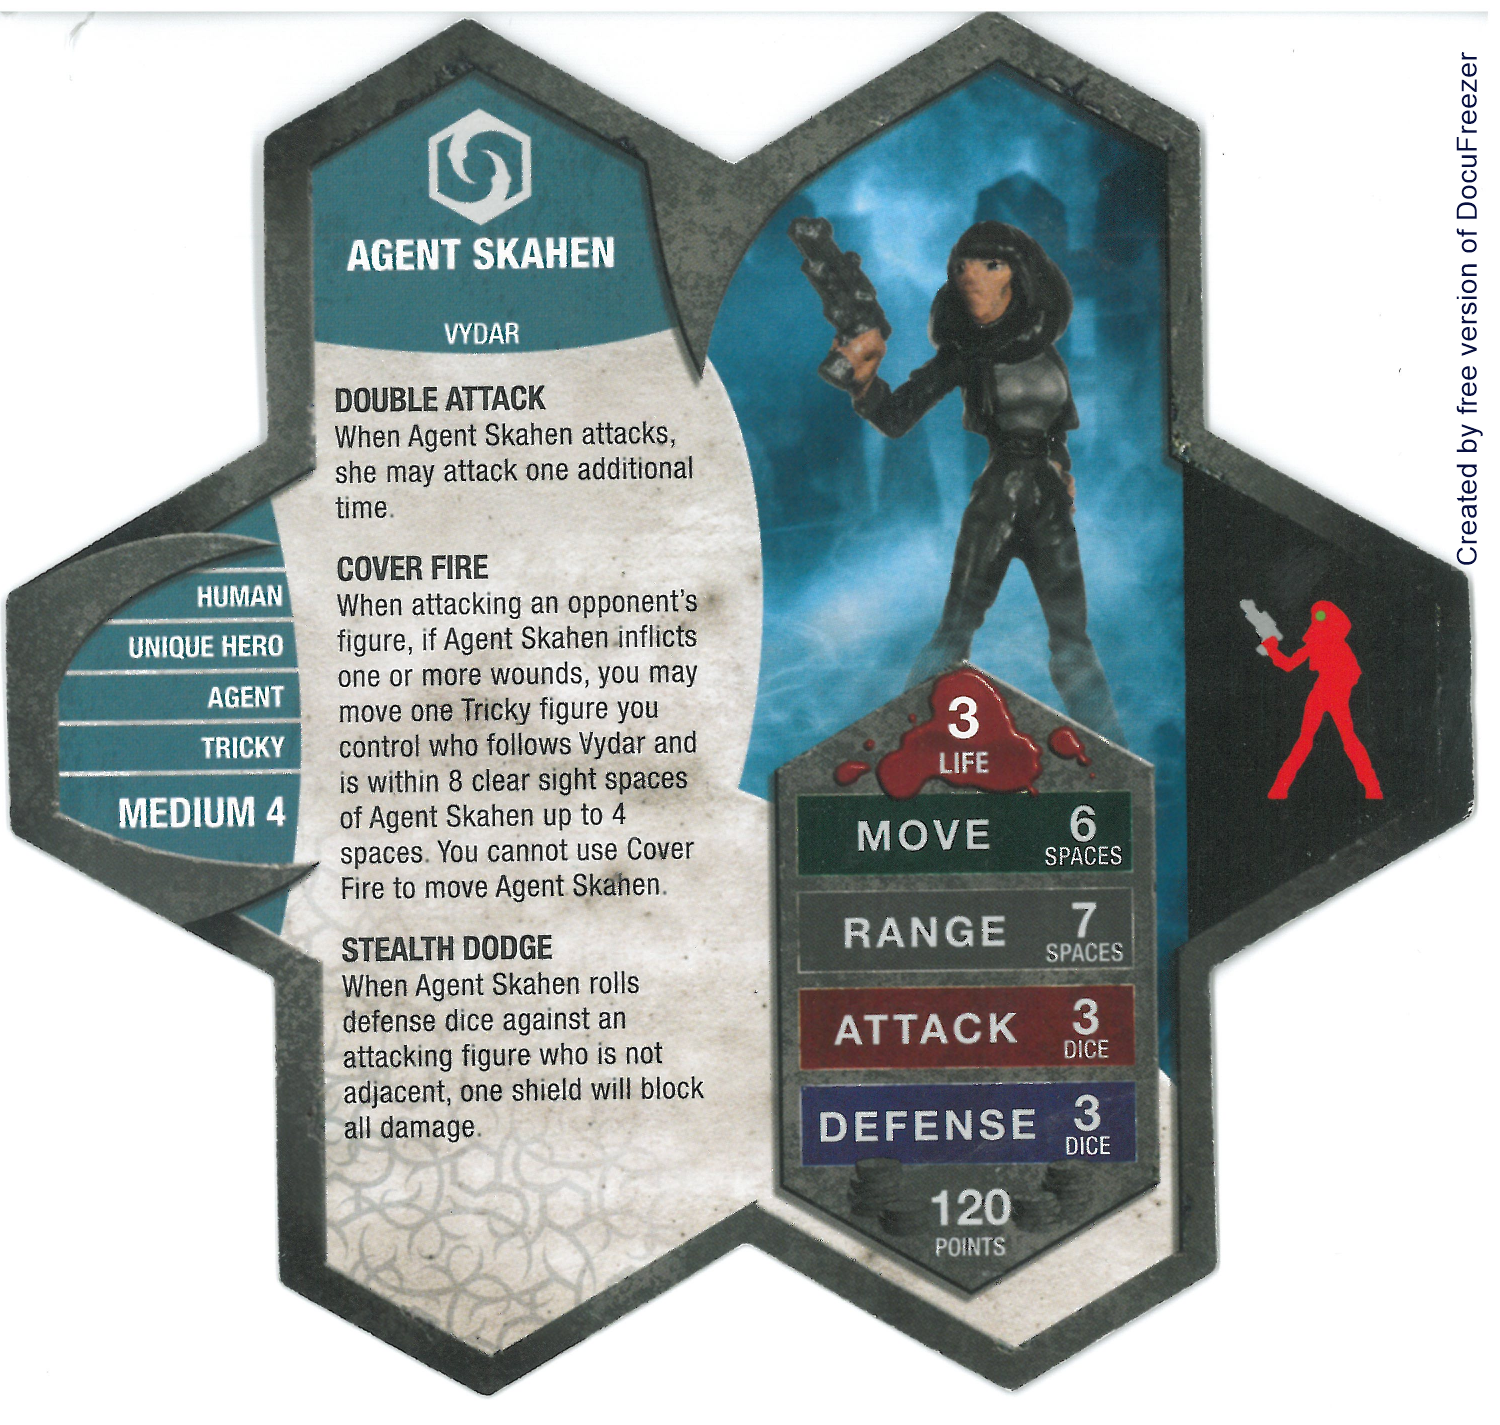 AGENT SKAHEN
VYDAR
DOUBLE ATTACK
When Agent Skahen attacks,
she may attack one additional
time.
COVER FIRE
When attacking an opponent's
figure, if Agent Skahen inflicts
one or more wounds, you may
move one Tricky figure you
control who follows Vydar and
is within 8 clear sight spaces
of Agent Skahen up to 4
spaces. You cannot use Cover
Fire to move Agent Skahen.
STEALTH DODGE
When Agent Skahen rolls
defense dice against an
attacking figure who is not
adjacent, one shield will block
all damage.
HUMAN
UNIQUE HERO
AGENT
TRICKY
MEDIUM 4
3
LIFE
MOVE 6
SPACES
RANGE 7
SPACES
ATTACK 3
DICE
DEFENSE 3
DICE
120
POINTS
Created by free version of DocuFreezer